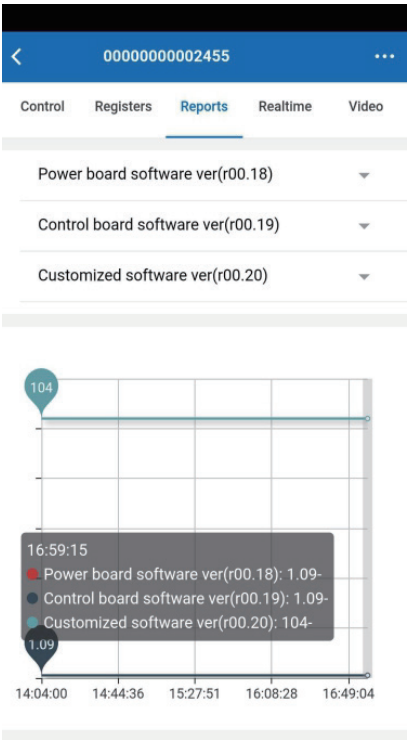 00000000002455
Control Registers Reports Realtime Video
Power board software ver(r00.18)
Control board software ver(r00.19)
Customized software ver(r00.20)
104
16:59:15
Power board software ver(r00.18): 1.09-
Control board software ver(r00.19): 1.09-
Customized software ver(r00.20): 104-
1.09
14:04:00 14:44:36 15:27:51 16:08:28 16:49:04